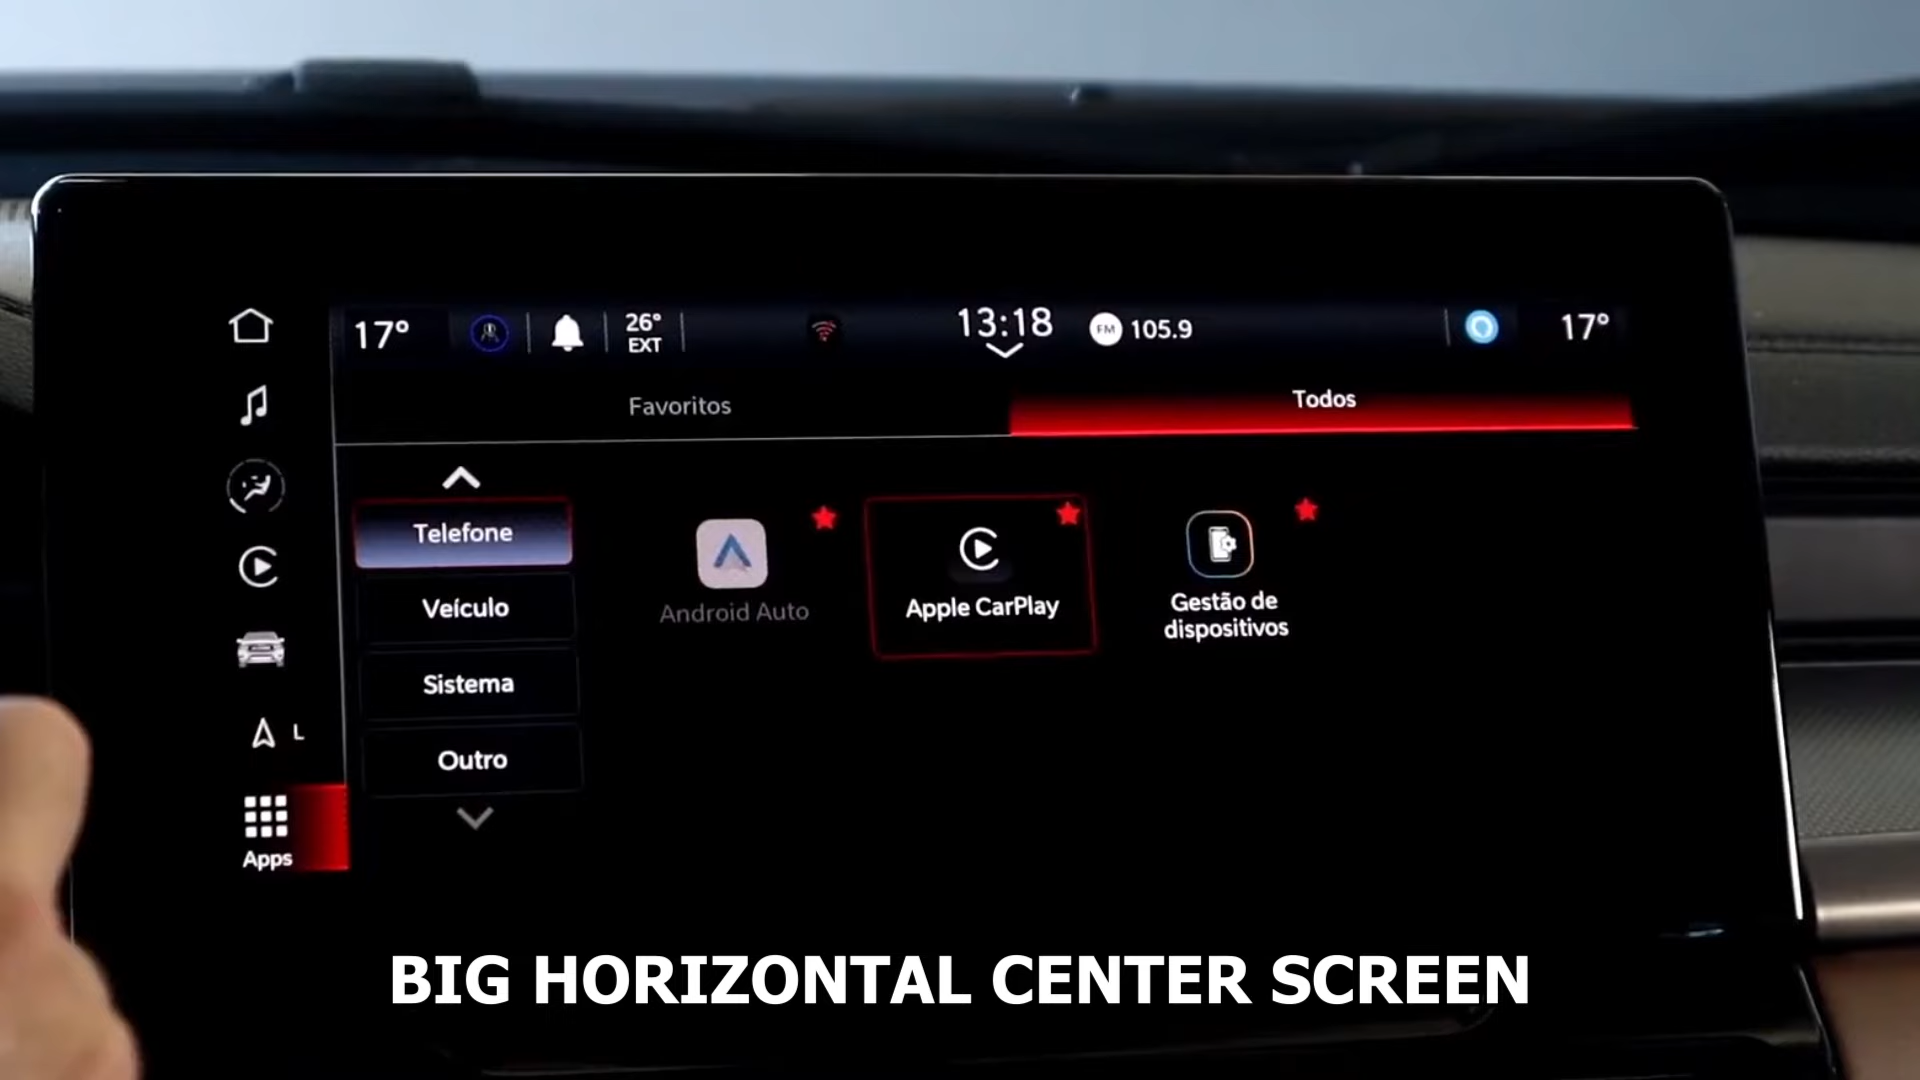 17°
26°
EXT
13:18
FM 105.9
17°
Favoritos
Todos
Telefone
Veículo
Sistema
Outro
Android Auto
Apple CarPlay
Gestão de
dispositivos
L
Apps
BIG HORIZONTAL CENTER SCREEN